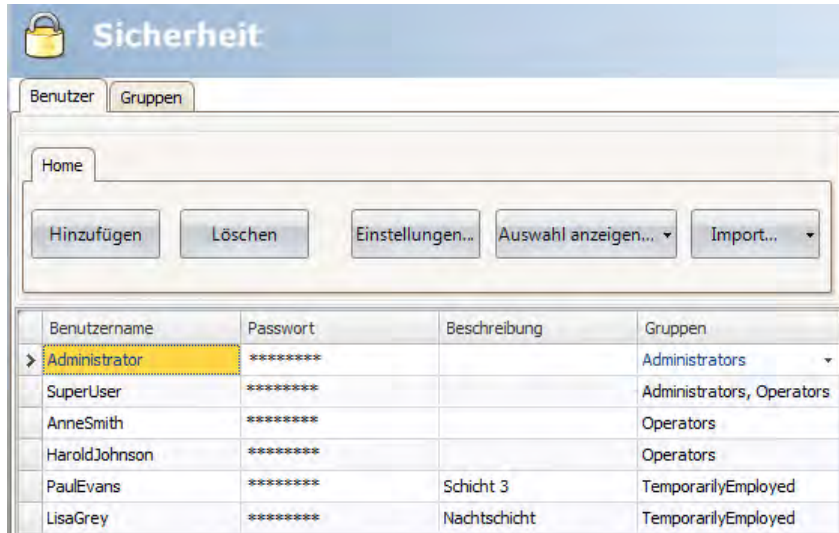 Sicherheit
Benutzer Gruppen
Home
Hinzufügen Löschen Einstellungen... Auswahl anzeigen... Import...
Benutzername Passwort Beschreibung Gruppen
Administrator ******** Administrators
SuperUser ******** Administrators, Operators
AnneSmith ******** Operators
HaroldJohnson ******** Operators
PaulEvans ******** Schicht 3 TemporarilyEmployed
LisaGrey ******** Nachtschicht TemporarilyEmployed